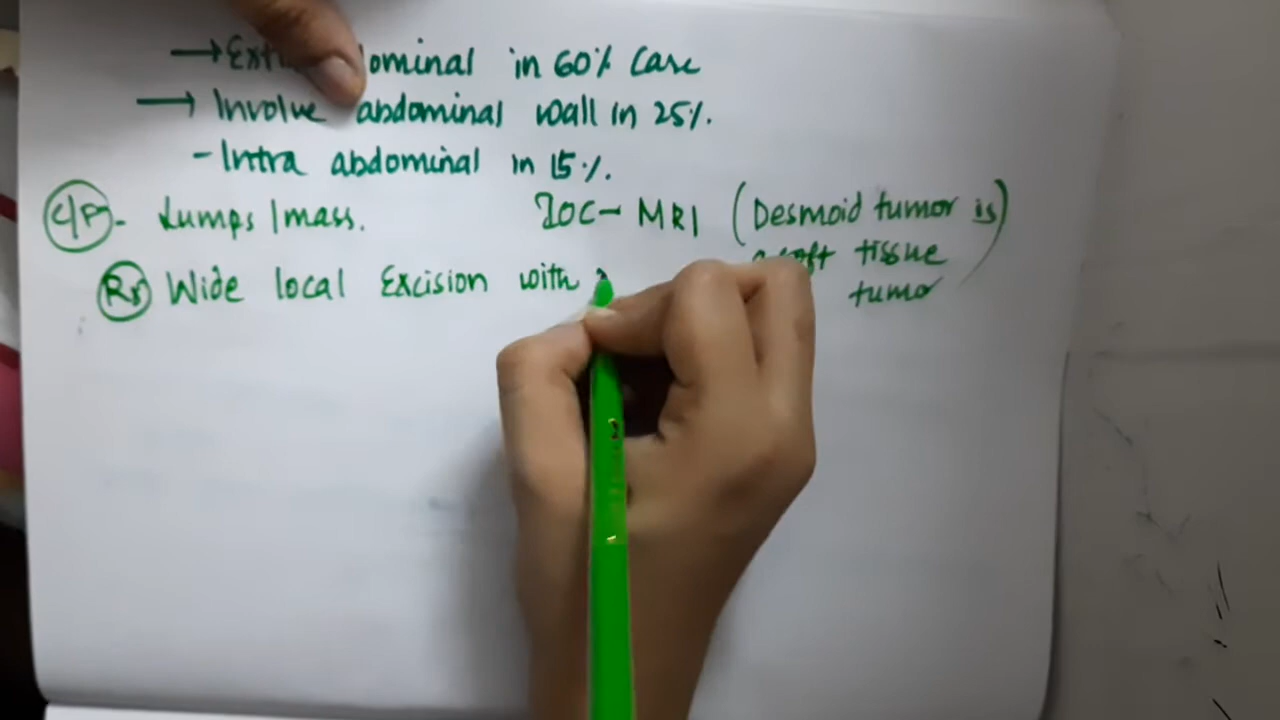 → Ext ominal in 60% Case
→ Involve abdominal wall in 25%.
- Intra abdominal in 15%.
C/P - Lumps / mass. IOC - MRI (Desmoid tumor is
a soft tissue
tumor)
Rx Wide local Excision with